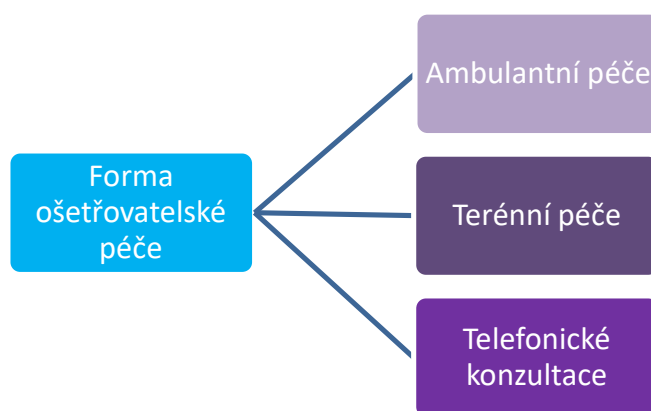 Ambulantní péče
Forma
ošetřovatelské
péče
Terénní péče
Telefonické
konzultace